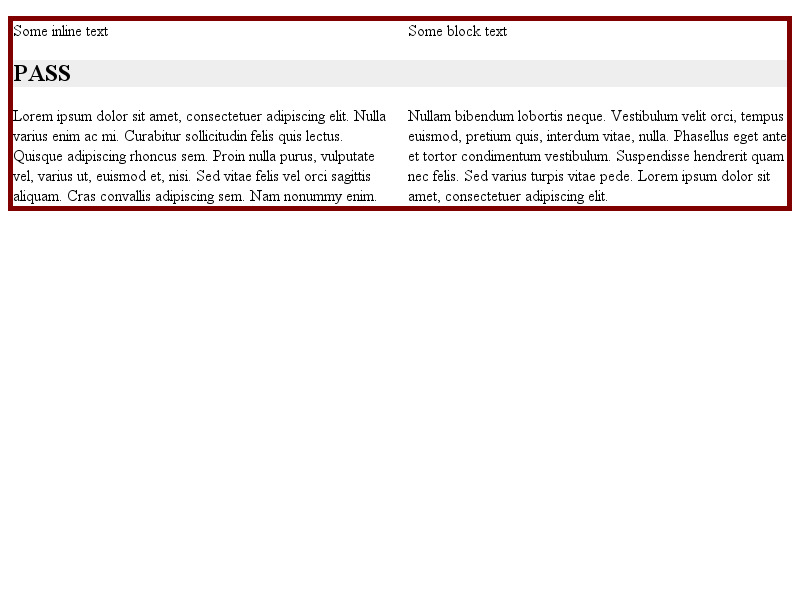 Some inline text
Some block text
PASS
Lorem ipsum dolor sit amet, consectetuer adipiscing elit. Nulla
varius enim ac mi. Curabitur sollicitudin felis quis lectus.
Quisque adipiscing rhoncus sem. Proin nulla purus, vulputate
vel, varius ut, euismod et, nisi. Sed vitae felis vel orci sagittis
aliquam. Cras convallis adipiscing sem. Nam nonummy enim.
Nullam bibendum lobortis neque. Vestibulum velit orci, tempus
euismod, pretium quis, interdum vitae, nulla. Phasellus eget ante
et tortor condimentum vestibulum. Suspendisse hendrerit quam
nec felis. Sed varius turpis vitae pede. Lorem ipsum dolor sit
amet, consectetuer adipiscing elit.